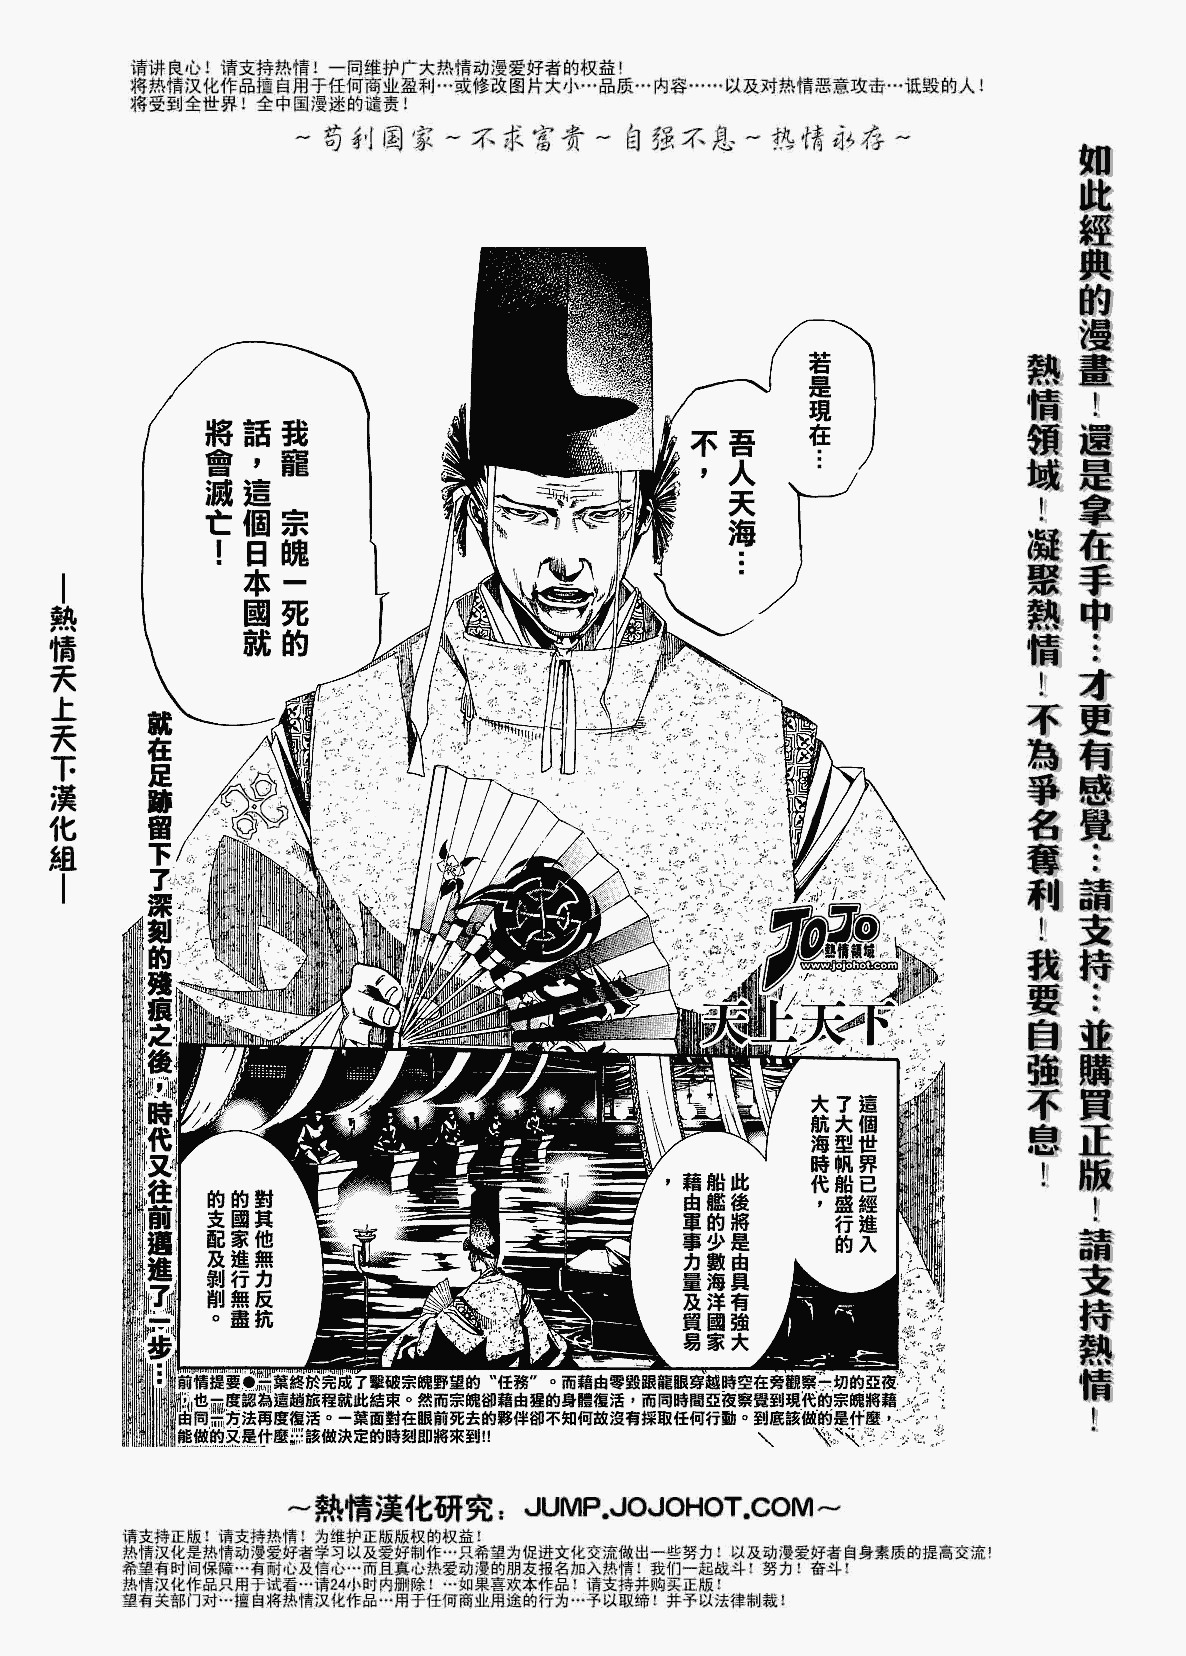 请讲良心！请支持热情！一同维护广大热情动漫爱好者的权益！
将热情汉化作品擅自用于任何商业盈利…或修改图片大小…品质…内容……以及对热情恶意攻击…诋毁的人！
将受到全世界！全中国漫迷的谴责！
～苟利国家～不求富贵～自强不息～热情永存～
如此經典的漫畫！還是拿在手中…才更有感覺…請支持…並購買正版！請支持熱情！
熱情領域！凝聚熱情！不為爭名奪利！我要自強不息！
若是現在…
吾人天海…
不，
我寵　宗魄一死的
話，這個日本國就
將會滅亡！
—熱情天上天下漢化組—
就在足跡留下了深刻的殘痕之後，時代又往前邁進了一步…
JOJO
熱情領域
www.jojohot.com
天上天下
這個世界已經進入
了大型帆船盛行的
大航海時代，
此後將是由具有強大
船艦的少數海洋國家
藉由軍事力量及貿易
，
對其他無力反抗
的國家進行無盡
的支配及剝削。
前情提要●一葉終於完成了擊破宗魄野望的“任務”。而藉由零毀眼龍眼穿越時空在旁觀察一切的亞夜
，也一度認為這趟旅程就此結束。然而宗魄卻藉由猩的身體復活，而同時間亞夜察覺到現代的宗魄將藉
由同一方法再度復活。一葉面對在眼前死去的夥伴卻不知何故沒有採取任何行動。到底該做的是什麼，
能做的又是什麼…該做決定的時刻即將來到!!
～熱情漢化研究：JUMP.JOJOHOT.COM～
请支持正版！请支持热情！为维护正版版权的权益！
热情汉化是热情动漫爱好者学习以及爱好制作…只希望为促进文化交流做出一些努力！以及动漫爱好者自身素质的提高交流！
希望有时间保障…有耐心及信心…而且真心热爱动漫的朋友报名加入热情！我们一起战斗！努力！奋斗！
热情汉化作品只用于试看…请24小时内删除！…如果喜欢本作品！请支持并购买正版！
望有关部门对…擅自将热情汉化作品…用于任何商业用途的行为…予以取缔！并予以法律制裁！